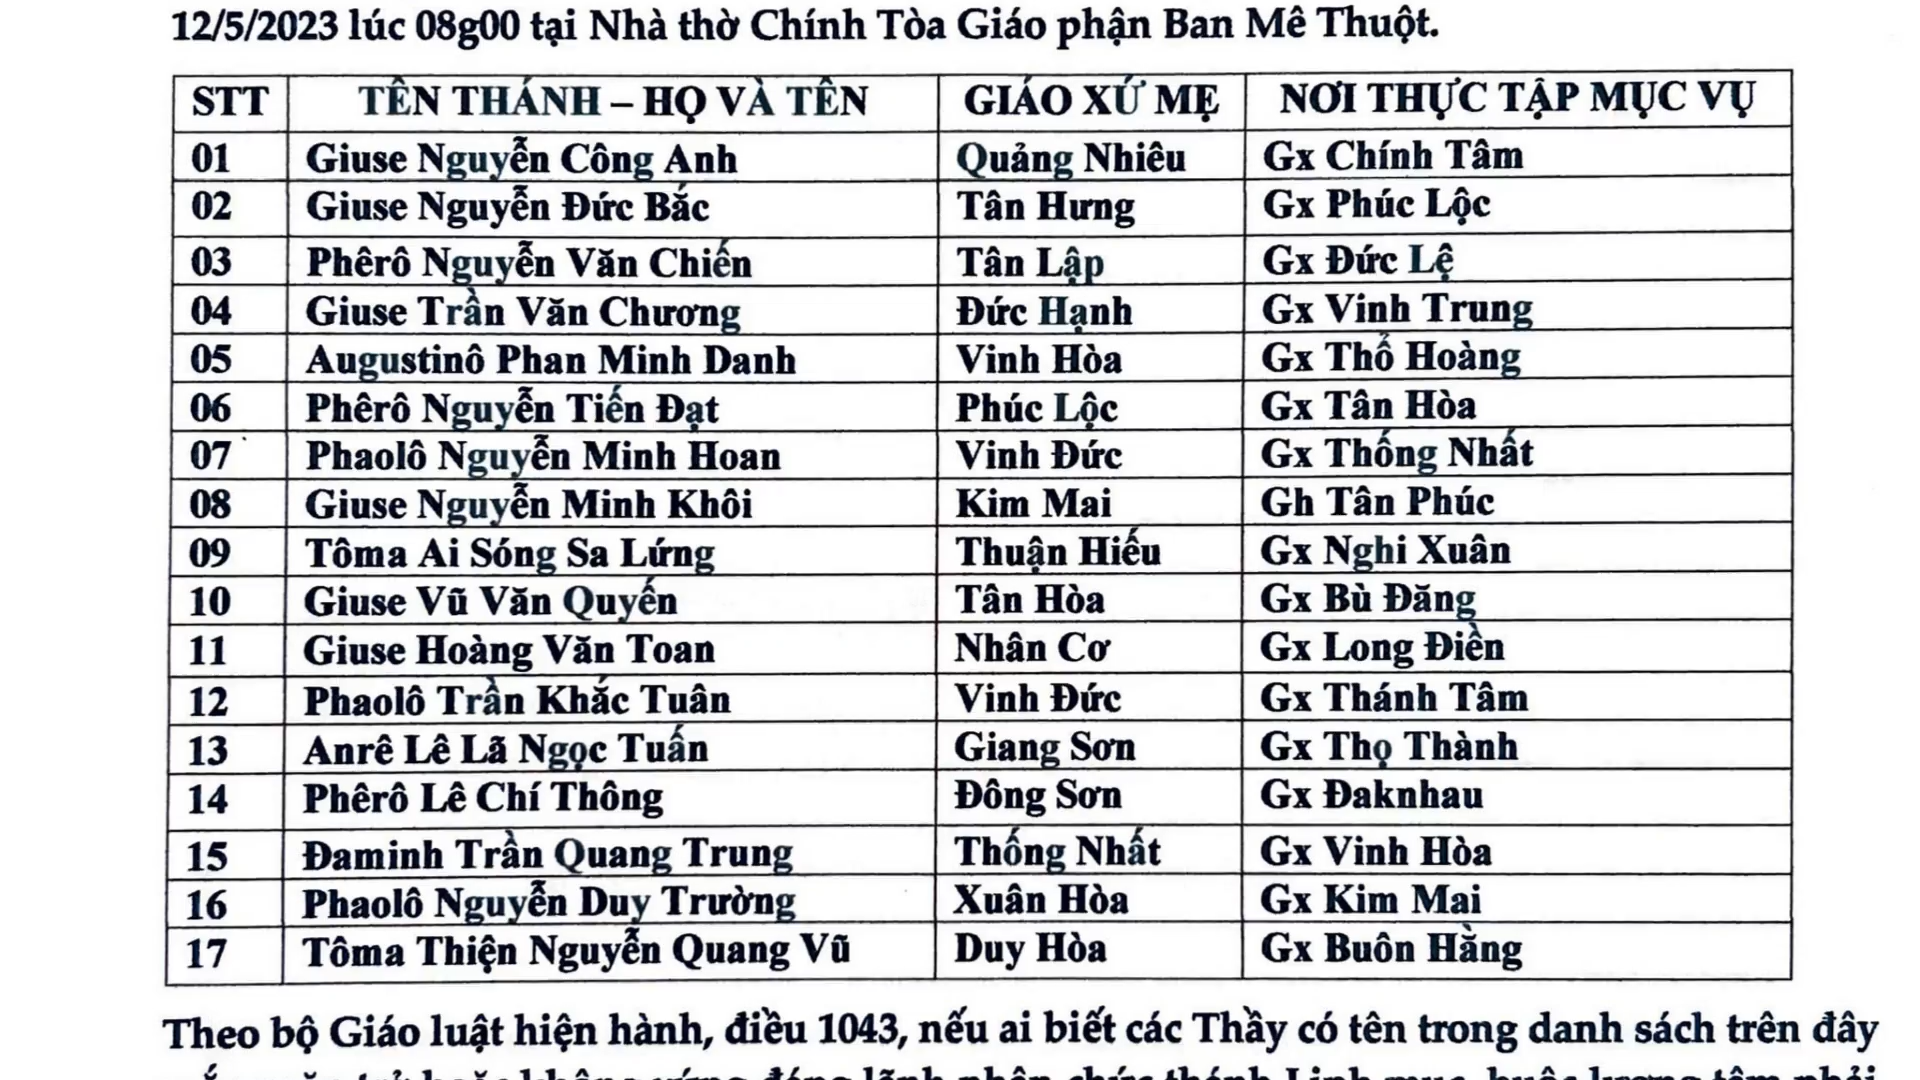 12/5/2023 lúc 08g00 tại Nhà thờ Chính Tòa Giáo phận Ban Mê Thuột.
STT TÊN THÁNH – HỌ VÀ TÊN GIÁO XỨ MẸ NƠI THỰC TẬP MỤC VỤ
01 Giuse Nguyễn Công Anh Quảng Nhiêu Gx Chính Tâm
02 Giuse Nguyễn Đức Bắc Tân Hưng Gx Phúc Lộc
03 Phêrô Nguyễn Văn Chiến Tân Lập Gx Đức Lệ
04 Giuse Trần Văn Chương Đức Hạnh Gx Vinh Trung
05 Augustinô Phan Minh Danh Vinh Hòa Gx Thổ Hoàng
06 Phêrô Nguyễn Tiến Đạt Phúc Lộc Gx Tân Hòa
07 Phaolô Nguyễn Minh Hoan Vinh Đức Gx Thống Nhất
08 Giuse Nguyễn Minh Khôi Kim Mai Gh Tân Phúc
09 Tôma Ai Sóng Sa Lứng Thuận Hiếu Gx Nghi Xuân
10 Giuse Vũ Văn Quyến Tân Hòa Gx Bù Đăng
11 Giuse Hoàng Văn Toan Nhân Cơ Gx Long Điền
12 Phaolô Trần Khắc Tuân Vinh Đức Gx Thánh Tâm
13 Anrê Lê Lã Ngọc Tuấn Giang Sơn Gx Thọ Thành
14 Phêrô Lê Chí Thông Đông Sơn Gx Đaknhau
15 Đaminh Trần Quang Trung Thống Nhất Gx Vinh Hòa
16 Phaolô Nguyễn Duy Trường Xuân Hòa Gx Kim Mai
17 Tôma Thiện Nguyễn Quang Vũ Duy Hòa Gx Buôn Hằng
Theo bộ Giáo luật hiện hành, điều 1043, nếu ai biết các Thầy có tên trong danh sách trên đây